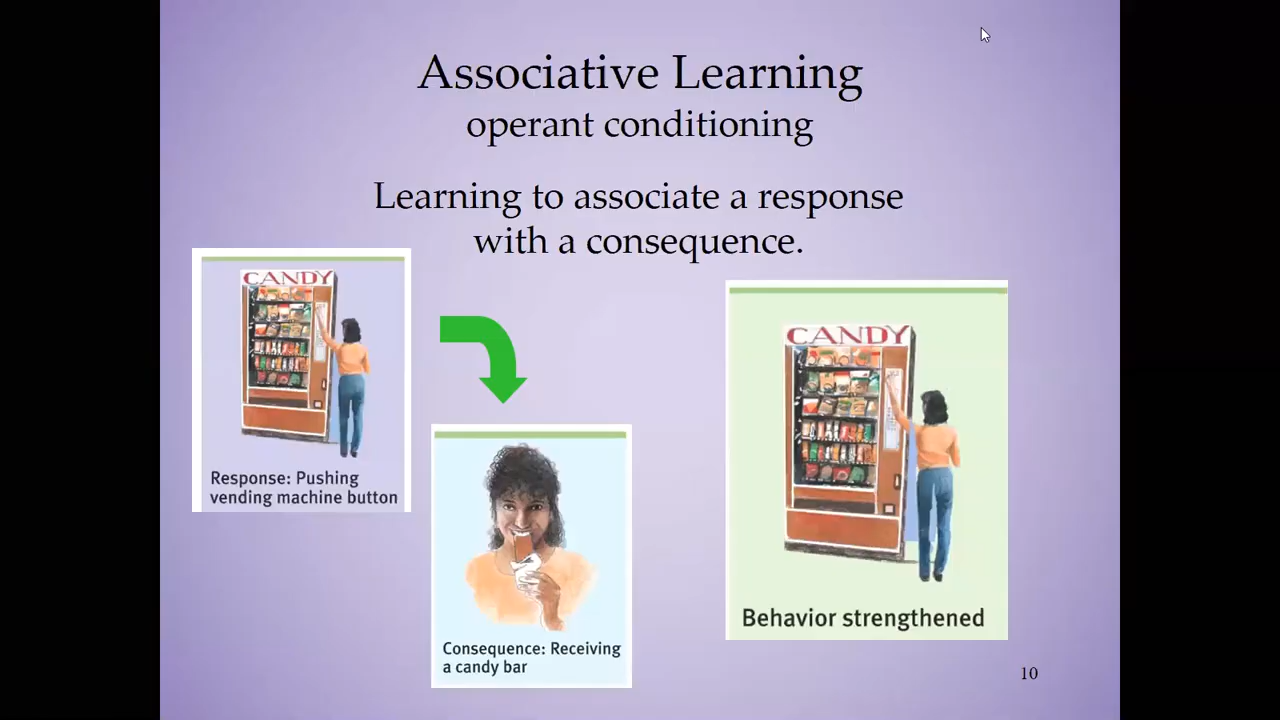 Associative Learning
operant conditioning
Learning to associate a response
with a consequence.
CANDY
Response: Pushing
vending machine button
Consequence: Receiving
a candy bar
CANDY
Behavior strengthened
10